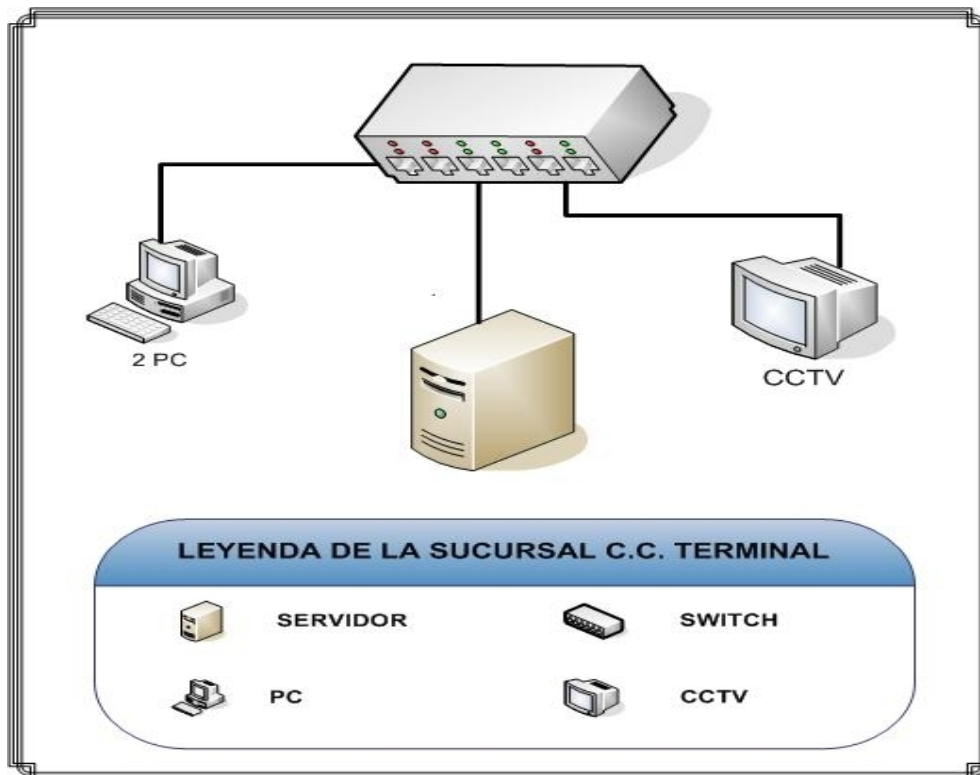 2 PC
CCTV
LEYENDA DE LA SUCURSAL C.C. TERMINAL
SERVIDOR
SWITCH
PC
CCTV